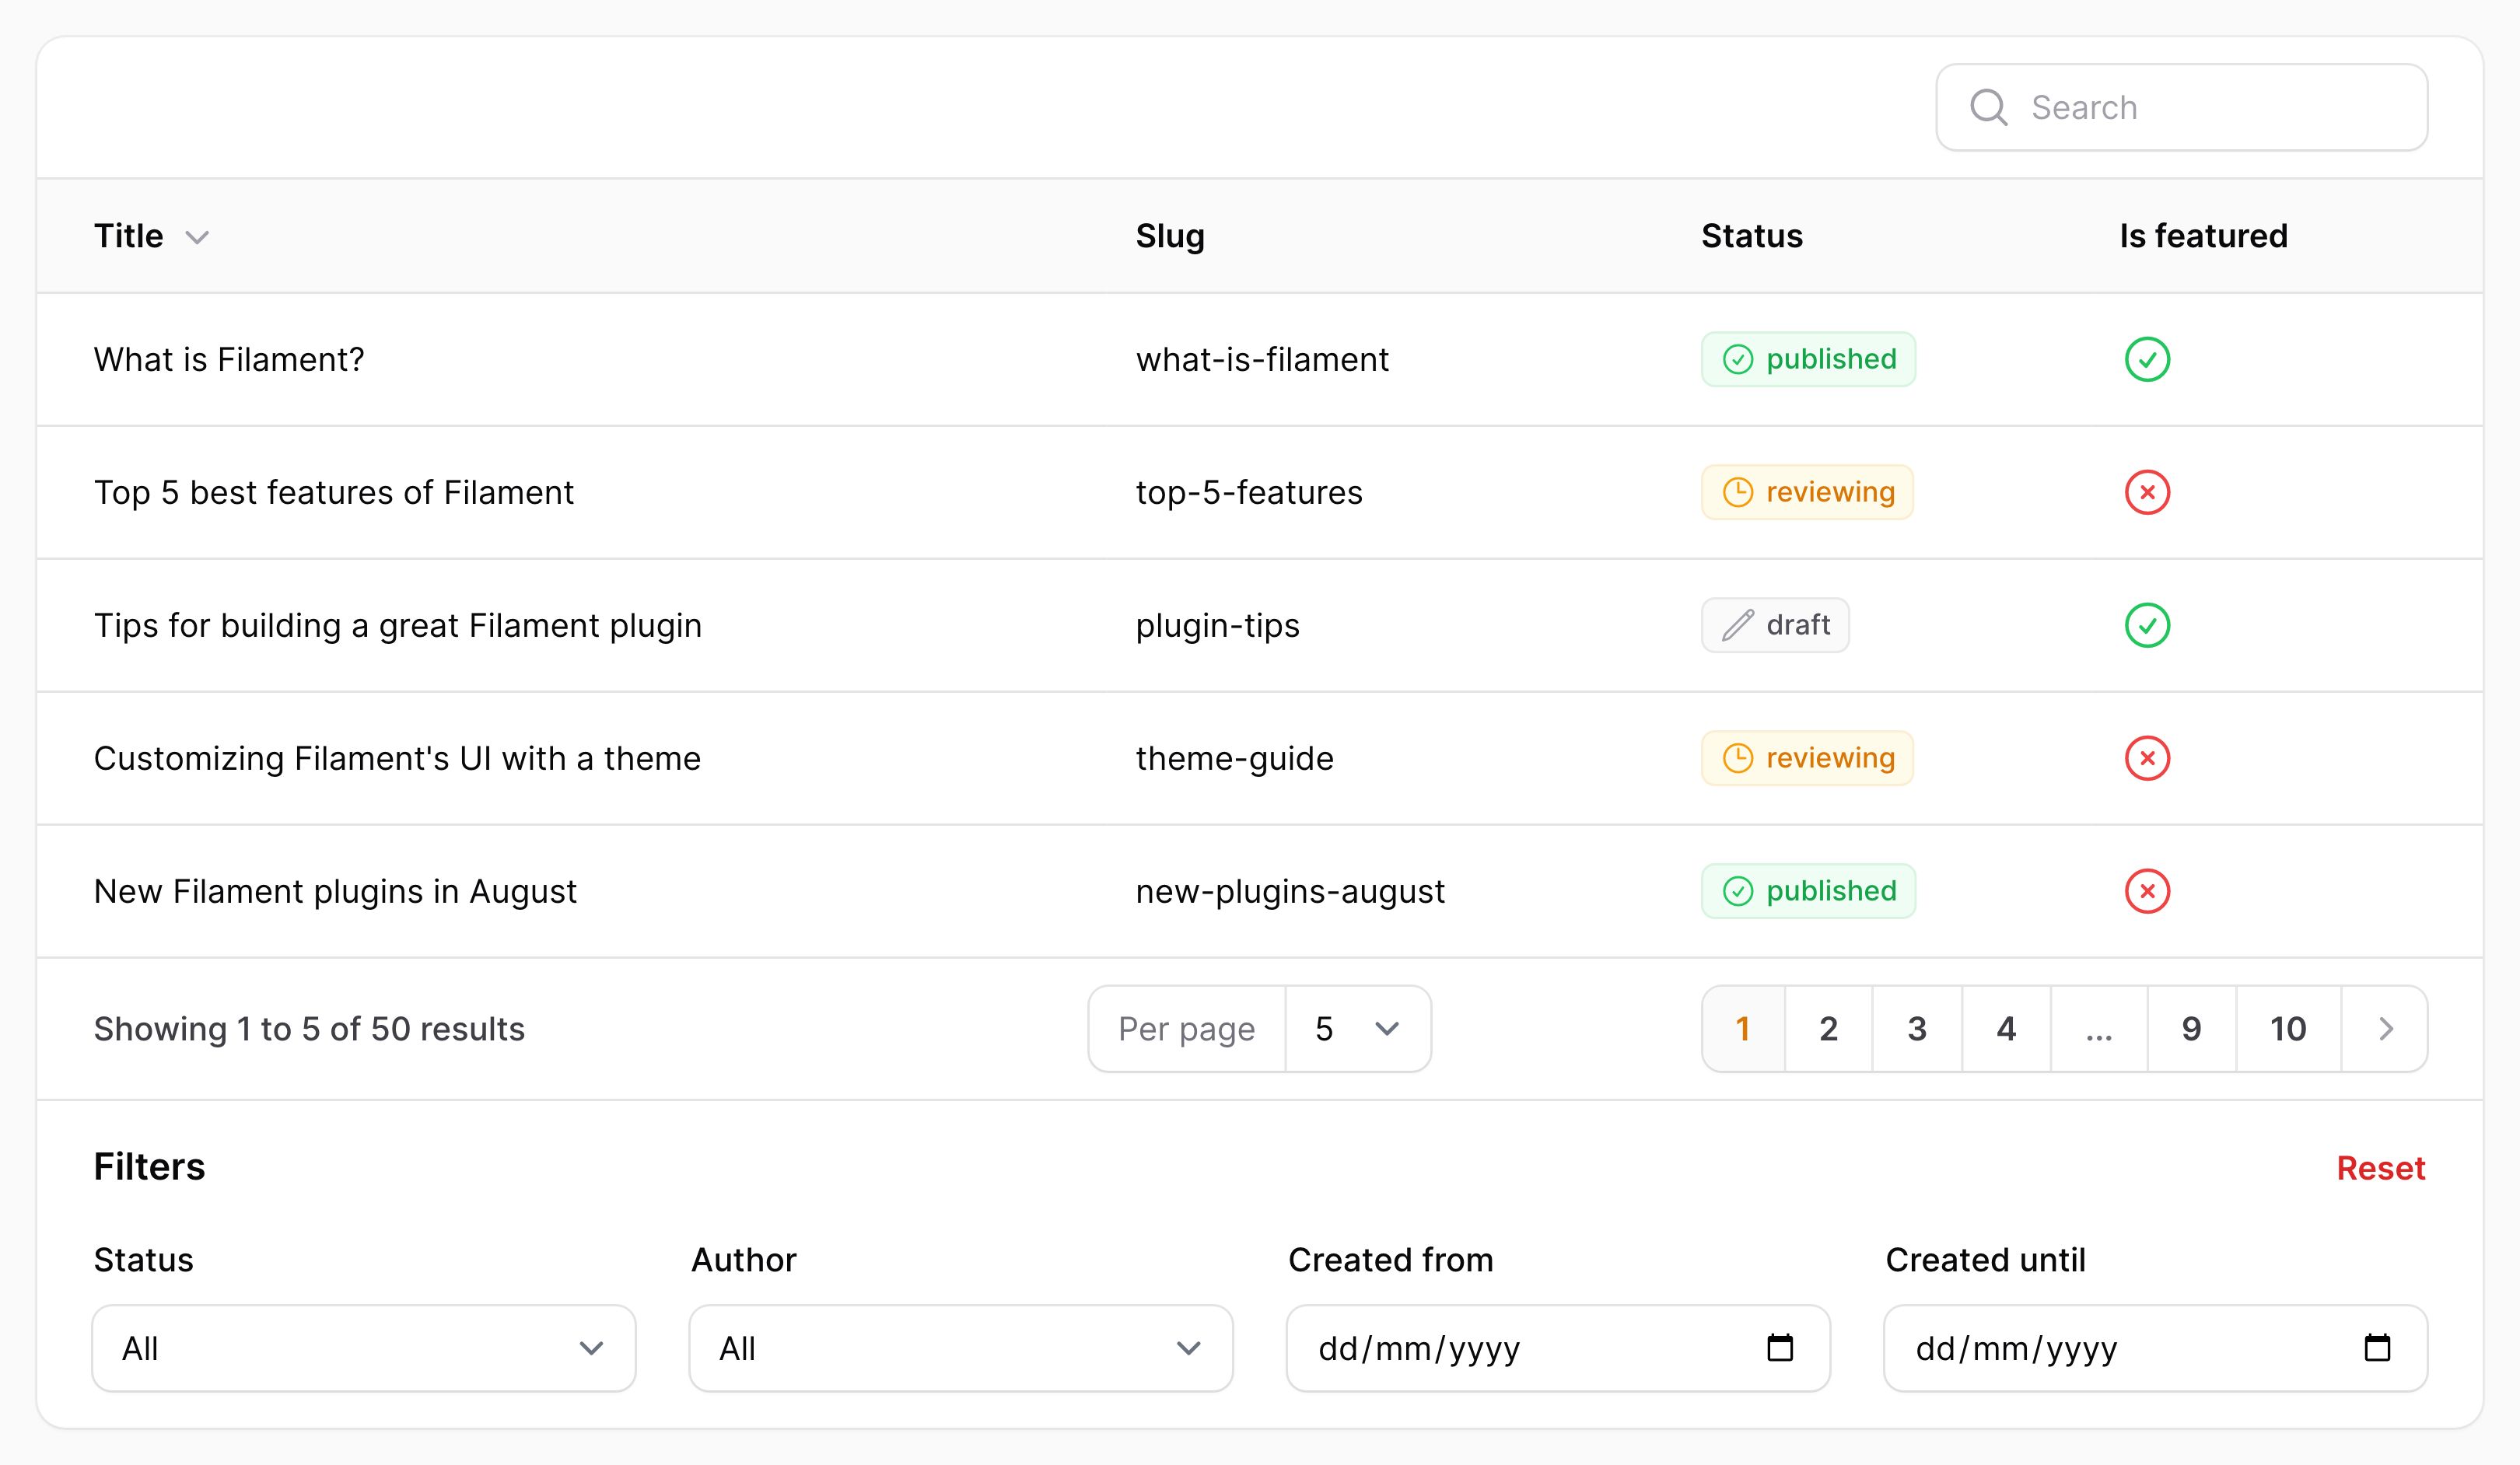 Search
Title Slug Status Is featured
What is Filament? what-is-filament published
Top 5 best features of Filament top-5-features reviewing
Tips for building a great Filament plugin plugin-tips draft
Customizing Filament's UI with a theme theme-guide reviewing
New Filament plugins in August new-plugins-august published
Showing 1 to 5 of 50 results Per page 5 1 2 3 4 ... 9 10
Filters Reset
Status Author Created from Created until
All All dd/mm/yyyy dd/mm/yyyy